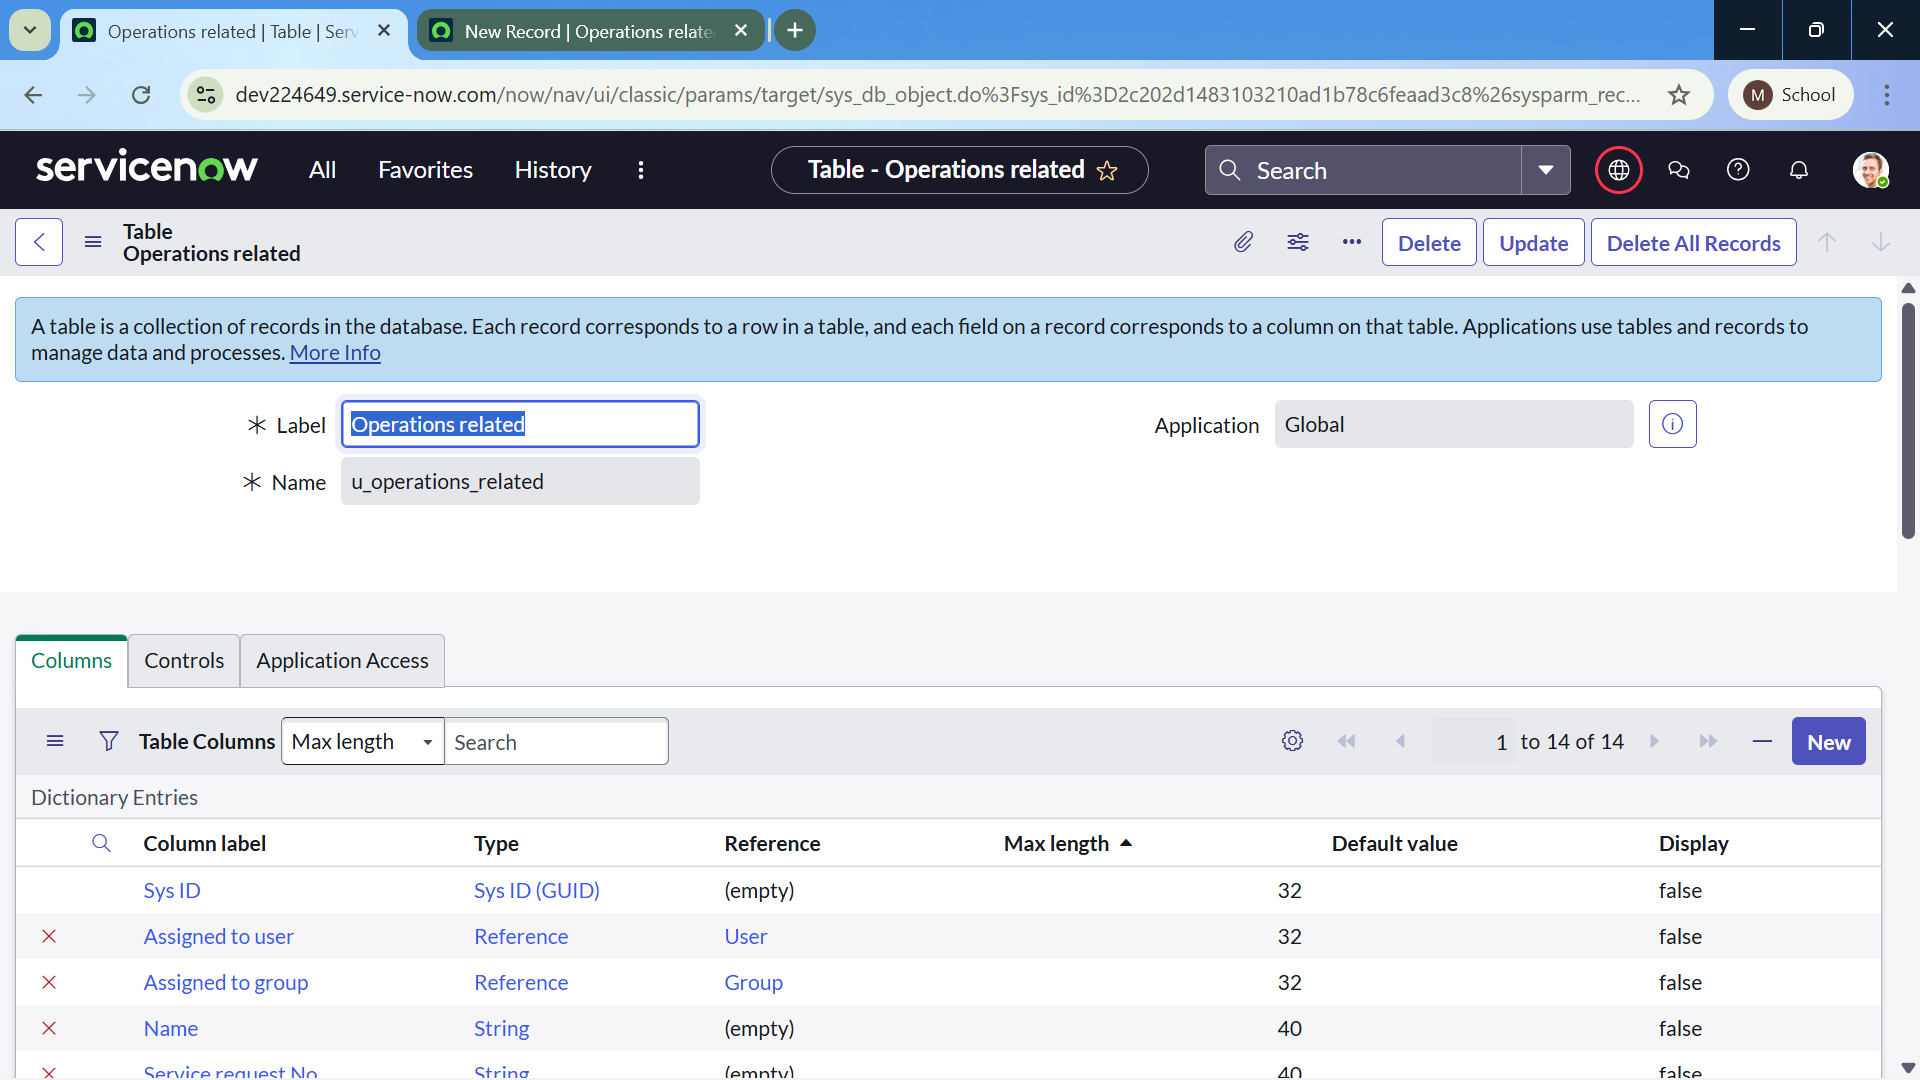 Operations related | Table | Serv
New Record | Operations relate
dev224649.service-now.com/now/nav/ui/classic/params/target/sys_db_object.do%3Fsys_id%3D2c202d1483103210ad1b78c6feaad3c8%26sysparm_rec...
M School
servicenow
All
Favorites
History
Table - Operations related
Search
Table
Operations related
Delete
Update
Delete All Records
A table is a collection of records in the database. Each record corresponds to a row in a table, and each field on a record corresponds to a column on that table. Applications use tables and records to
manage data and processes. More Info
Label
Operations related
Application
Global
Name
u_operations_related
Columns
Controls
Application Access
Table Columns
Max length
Search
1 to 14 of 14
New
Dictionary Entries
Column label Type Reference Max length Default value Display
Sys ID Sys ID (GUID) (empty) 32 false
Assigned to user Reference User 32 false
Assigned to group Reference Group 32 false
Name String (empty) 40 false
Service request No String (empty) 40 false